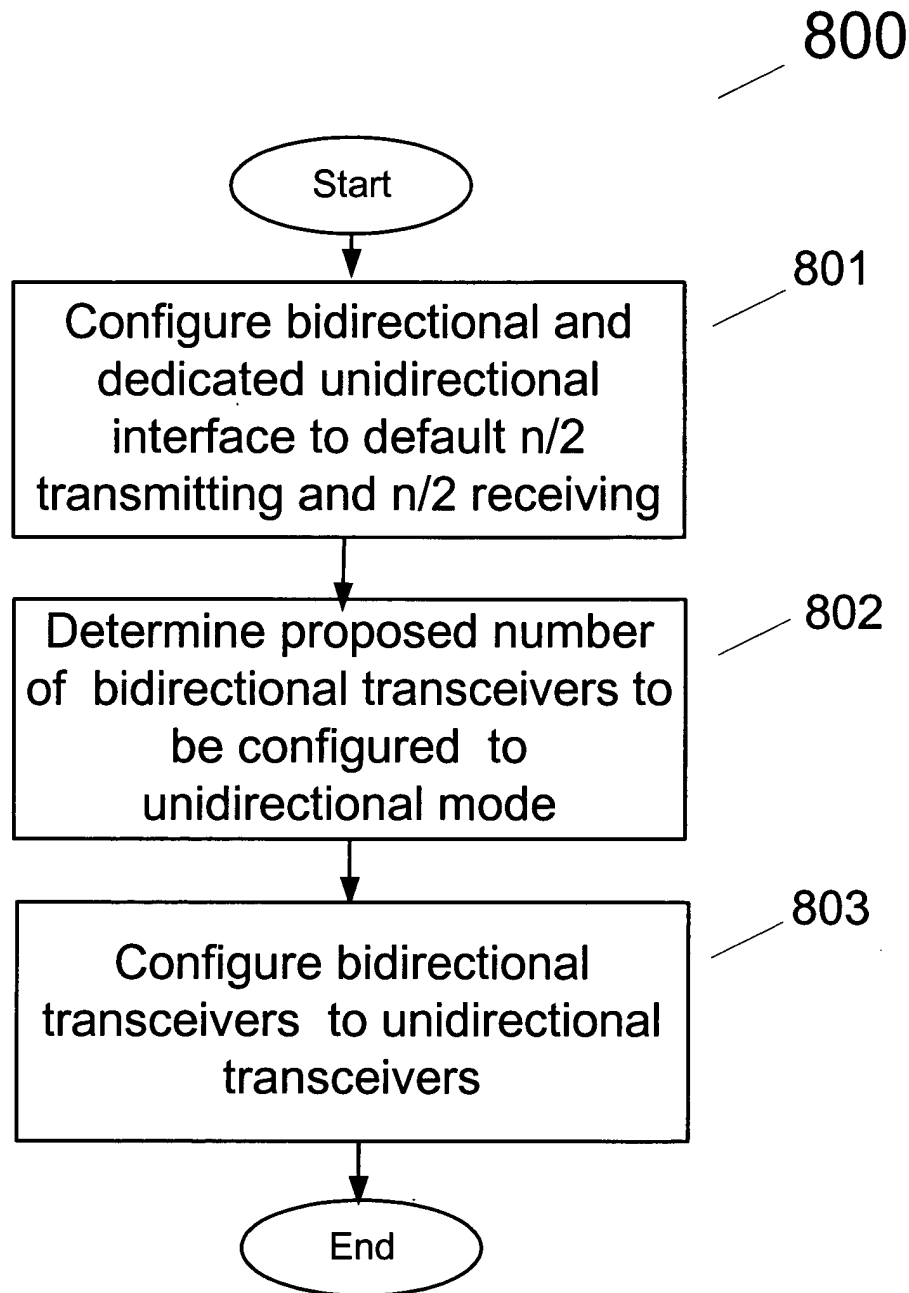 800
Start
801
Configure bidirectional and
dedicated unidirectional
interface to default n/2
transmitting and n/2 receiving
802
Determine proposed number
of bidirectional transceivers to
be configured to
unidirectional mode
803
Configure bidirectional
transceivers to unidirectional
transceivers
End